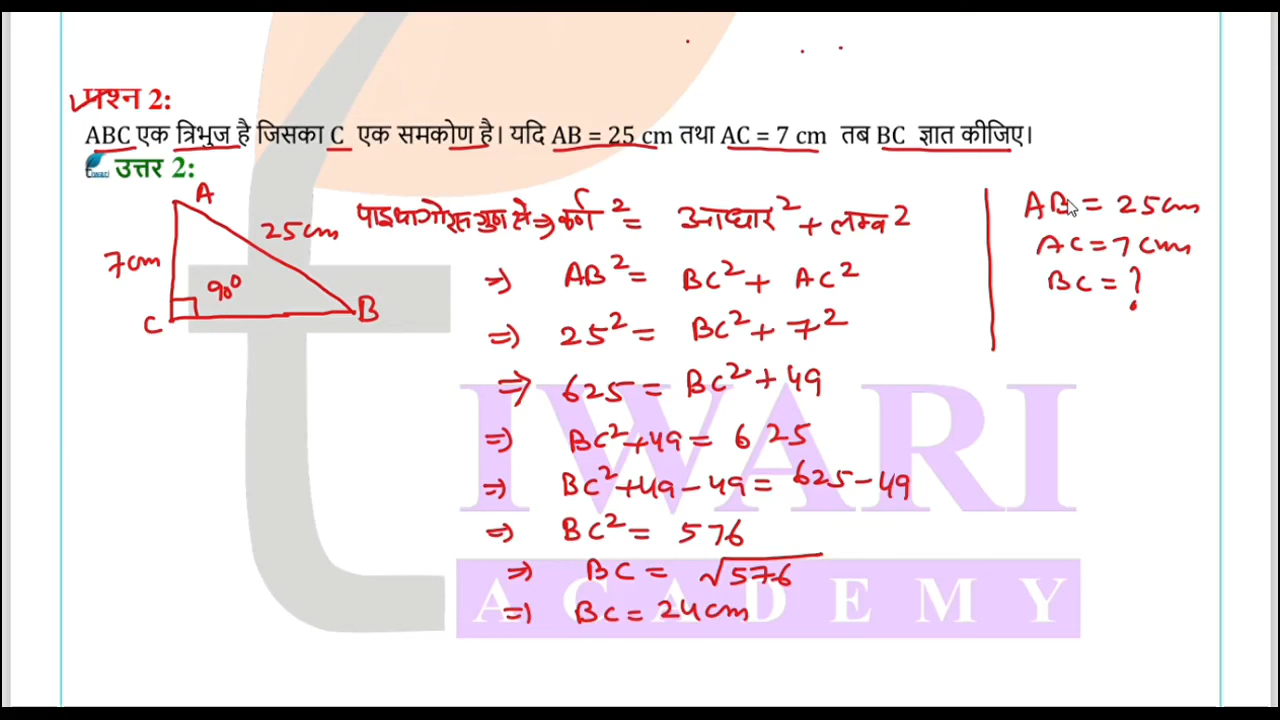 प्रश्न 2:
ABC एक त्रिभुज है जिसका C एक समकोण है। यदि AB = 25 cm तथा AC = 7 cm तब BC ज्ञात कीजिए।
उत्तर 2:
A
25cm
7cm
90°
C
B
पाइथागोरस गुण से ⇒ कर्ण² = आधार² + लम्ब²
⇒ AB² = BC² + AC²
⇒ 25² = BC² + 7²
⇒ 625 = BC² + 49
⇒ BC² + 49 = 625
⇒ BC² + 49 - 49 = 625 - 49
⇒ BC² = 576
⇒ BC = √576
⇒ BC = 24cm
AB = 25cm
AC = 7cm
BC = ?
TIWARI
ACADEMY